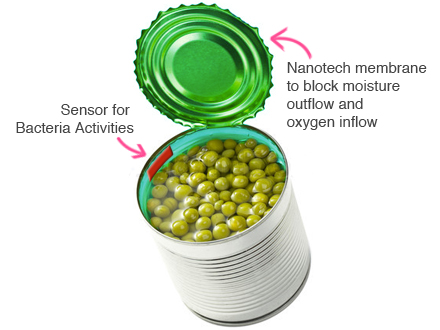 Nanotech membrane
to block moisture
outflow and
oxygen inflow
Sensor for
Bacteria Activities